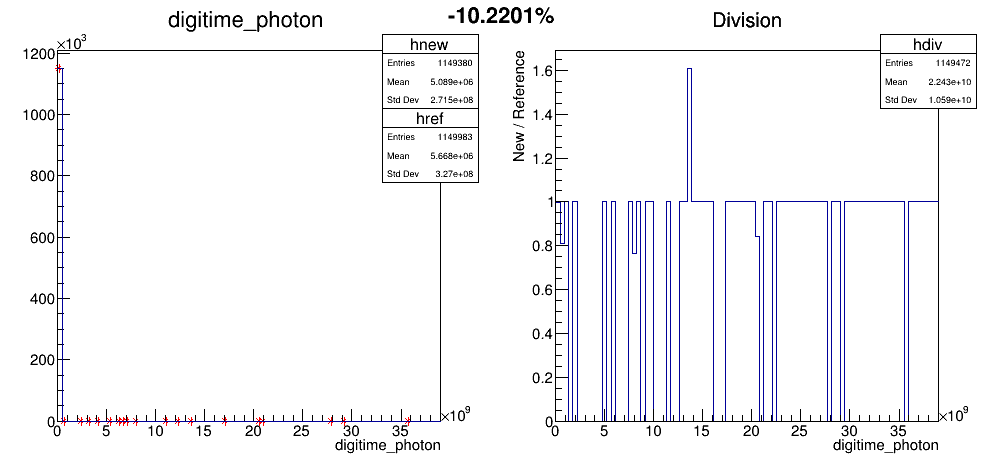 -10.2201%
digitime_photon
×10³
hnew
Entries 1149380
Mean 5.089e+06
Std Dev 2.715e+08
href
Entries 1149983
Mean 5.668e+06
Std Dev 3.27e+08
1200
1000
800
600
400
200
0
0 5 10 15 20 25 30 35
×10⁹
digitime_photon
Division
hdiv
Entries 1149472
Mean 2.243e+10
Std Dev 1.059e+10
New / Reference
1.6
1.4
1.2
1
0.8
0.6
0.4
0.2
0
0 5 10 15 20 25 30 35
×10⁹
digitime_photon